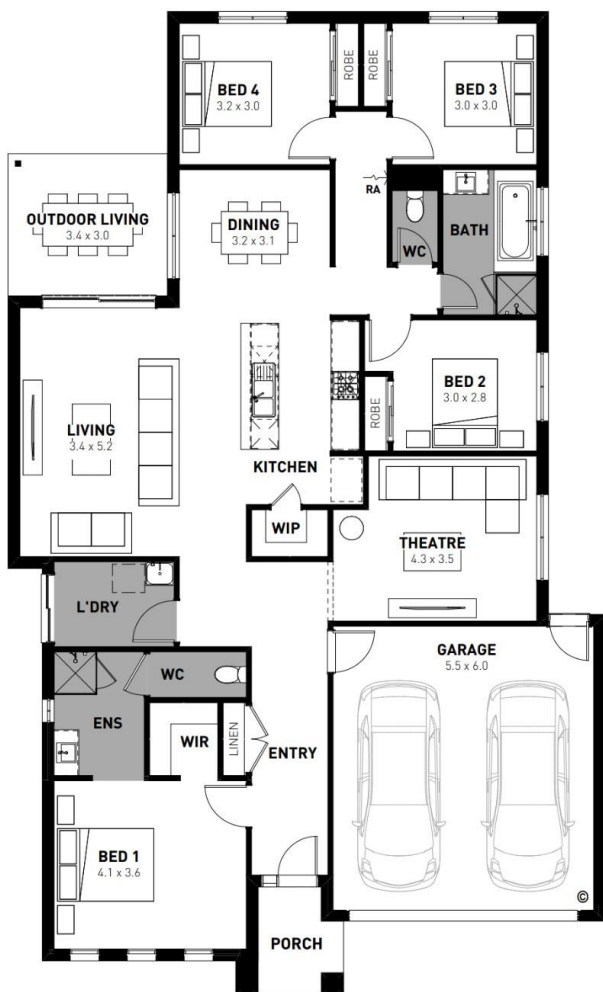 BED 4
3.2 x 3.0
ROBE
ROBE
BED 3
3.0 x 3.0
OUTDOOR LIVING
3.4 x 3.0
DINING
3.2 x 3.1
RA
WC
BATH
BED 2
3.0 x 2.8
ROBE
LIVING
3.4 x 5.2
KITCHEN
WIP
THEATRE
4.3 x 3.5
L'DRY
GARAGE
5.5 x 6.0
WC
ENS
WIR
LINEN
ENTRY
BED 1
4.1 x 3.6
©
PORCH